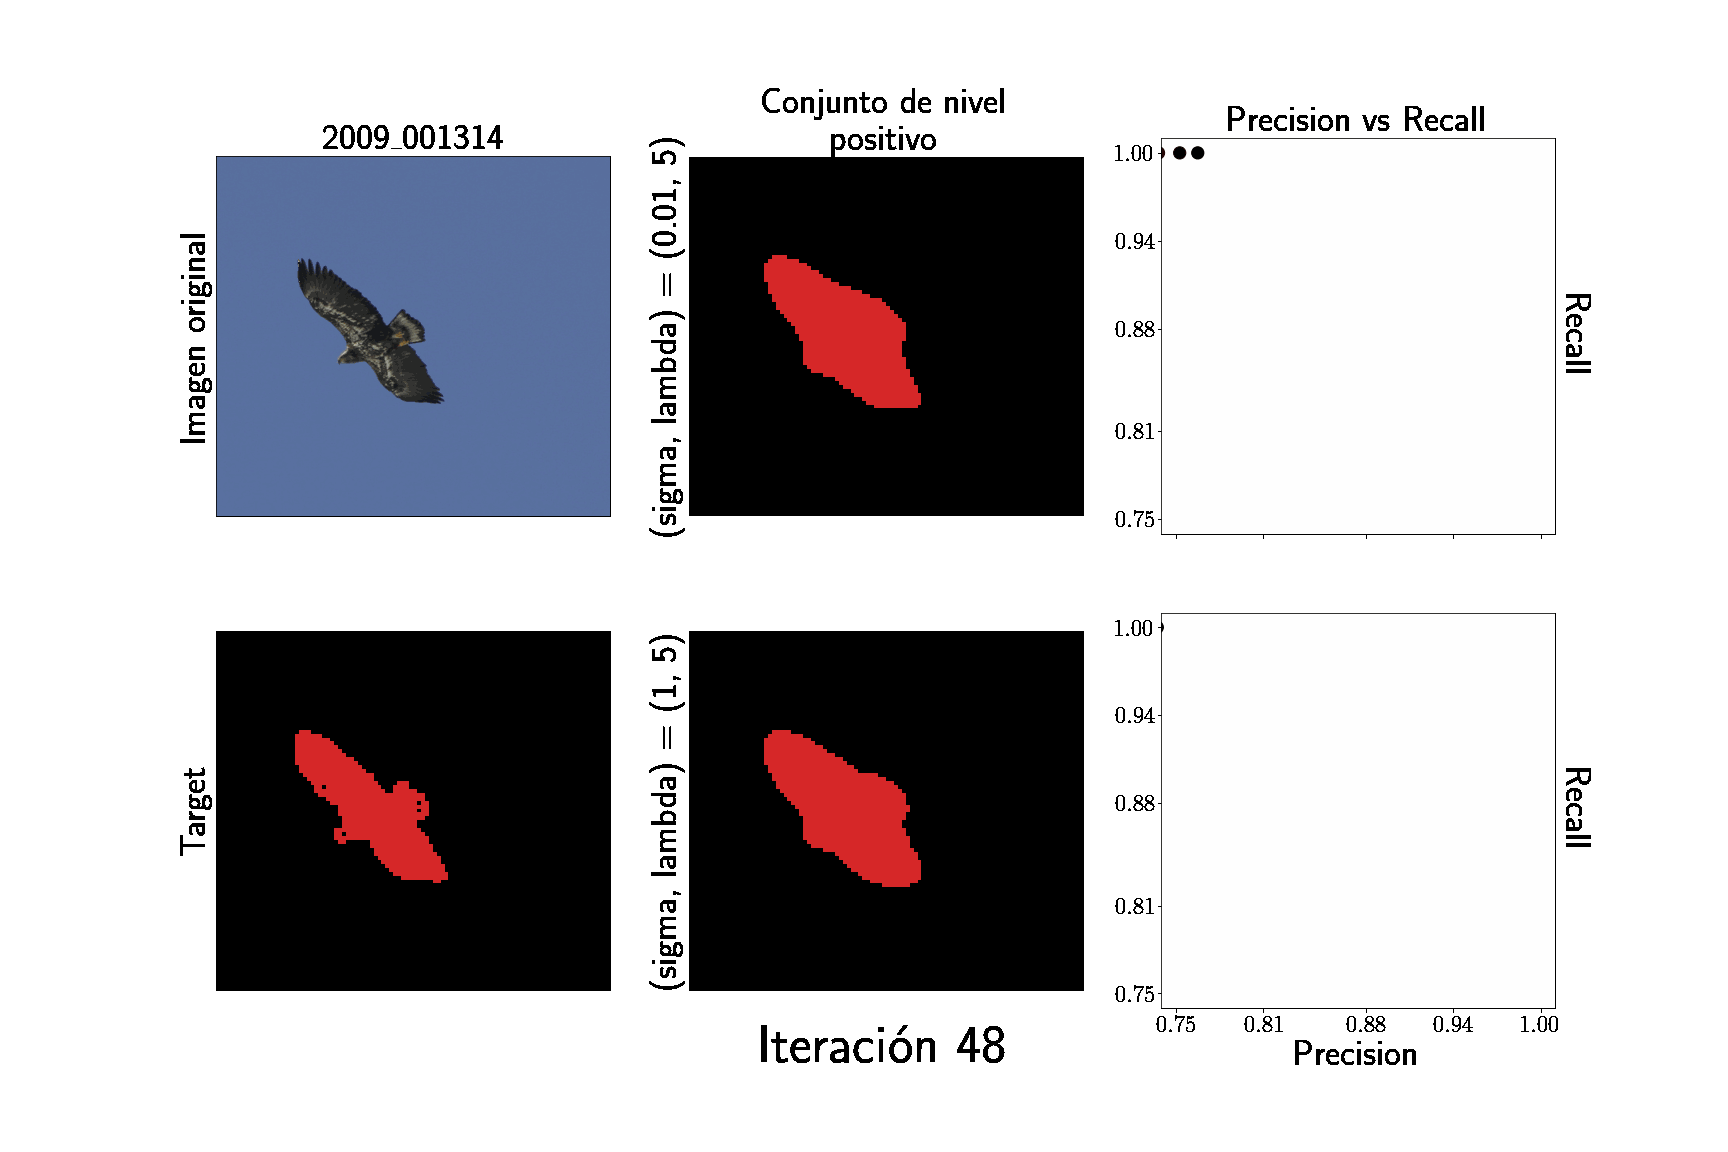 2009_001314
Conjunto de nivel
positivo
Precision vs Recall
Imagen original
(sigma, lambda) = (0.01, 5)
1.00
0.94
0.88
0.81
0.75
Recall
Target
(sigma, lambda) = (1, 5)
1.00
0.94
0.88
0.81
0.75
Recall
0.75 0.81 0.88 0.94 1.00
Precision
Iteración 48